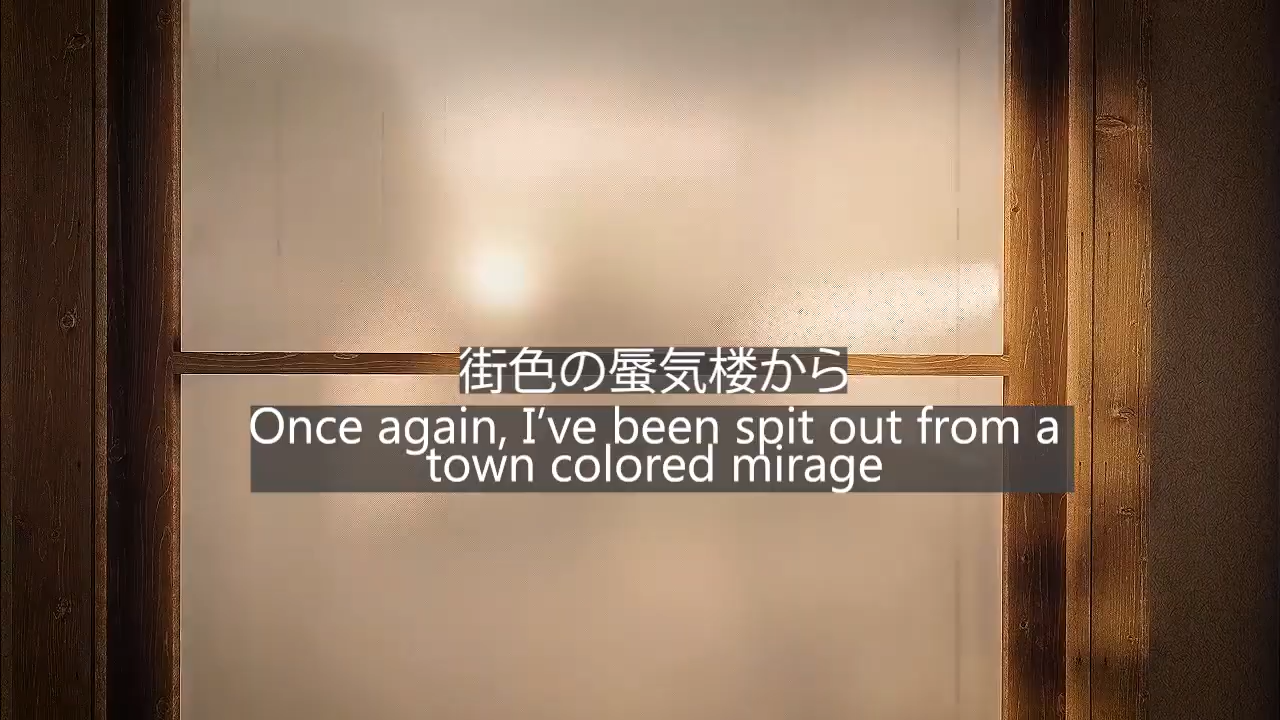 街色の蜃気楼から
Once again, I’ve been spit out from a
town colored mirage